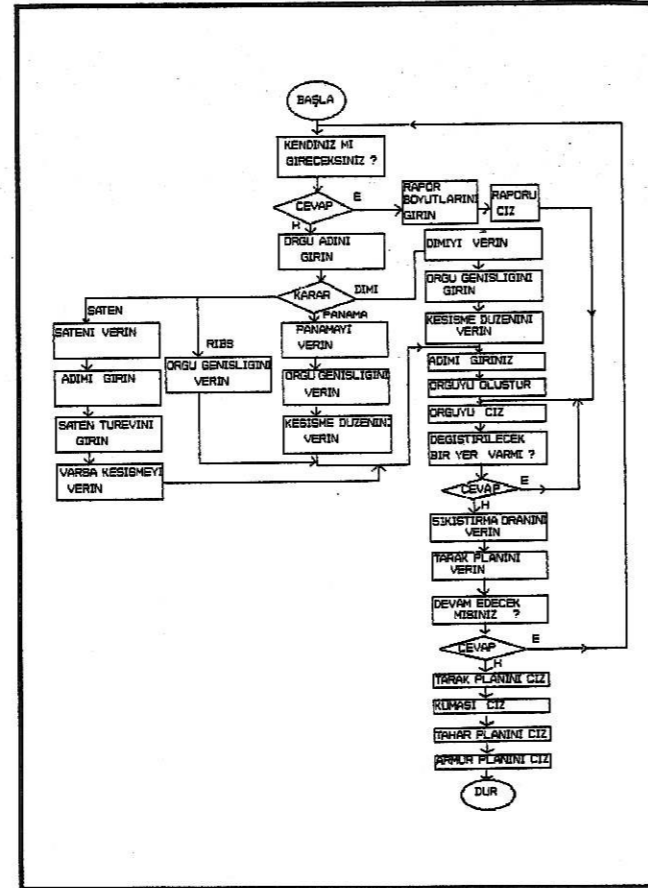 BAŞLA
KENDINIZ MI
GIRECEKSINIZ ?
CEVAP
E
H
RAPOR
BOYUTLARINI
GIRIN
RAPORU
CIZ
ORGU ADINI
GIRIN
KARAR
DIMI
SATEN
RIBS
PANAMA
DIMIYI VERIN
ORGU GENISLIGINI
GIRIN
KESISME DUZENINI
VERIN
SATENI VERIN
ADIMI GIRIN
SATEN TUREVINI
GIRIN
VARSA KESISMEYI
VERIN
ORGU GENISLIGINI
VERIN
PANAMAYI
VERIN
ORGU GENISLIGINI
VERIN
KESISME DUZENINI
VERIN
ADIMI GIRINIZ
ORGUYU OLUSTUR
ORGUYU CIZ
DEGISTIRILECEK
BIR YER VARMI ?
CEVAP
E
H
SIKISTIRMA ORANINI
VERIN
TARAK PLANINI
VERIN
DEVAM EDECEK
MISINIZ ?
CEVAP
E
H
TARAK PLANINI CIZ
KUMASI CIZ
TAHAR PLANINI CIZ
ARMUR PLANINI CIZ
DUR